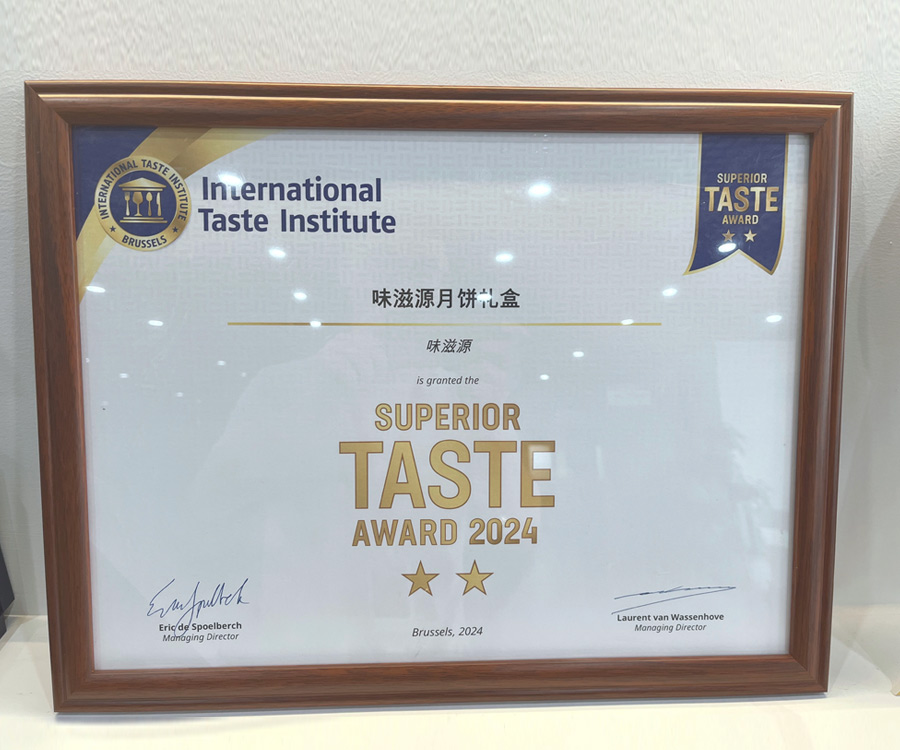 INTERNATIONAL TASTE INSTITUTE
BRUSSELS
International
Taste Institute
SUPERIOR
TASTE
AWARD
味滋源月饼礼盒
味滋源
is granted the
SUPERIOR
TASTE
AWARD 2024
Eric de Spoelberch
Managing Director
Brussels, 2024
Laurent van Wassenhove
Managing Director